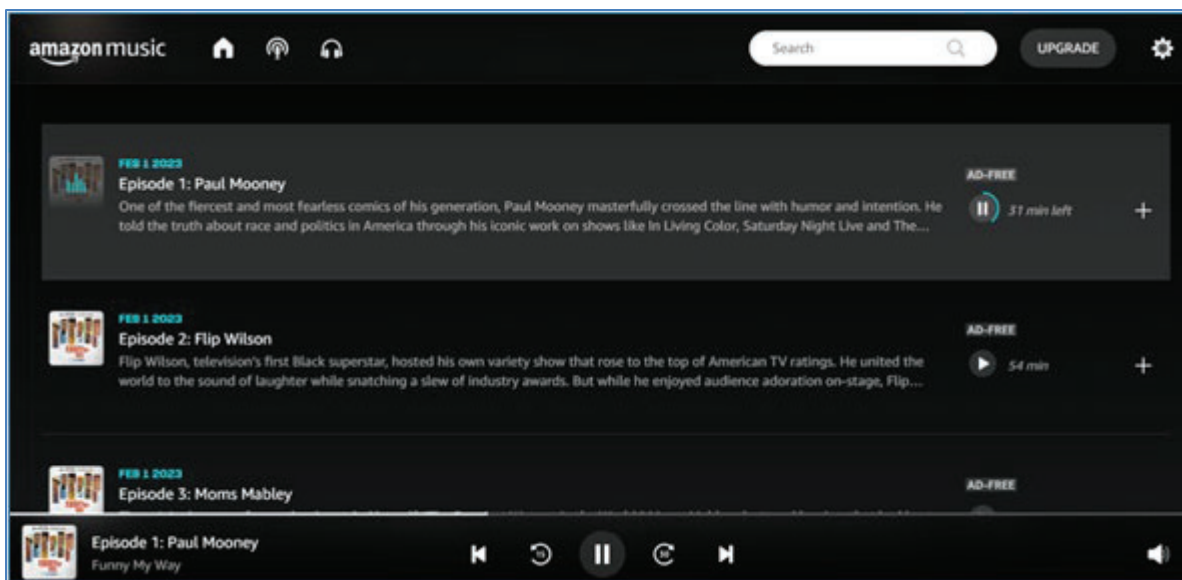 amazon music
Search
UPGRADE
FEB 1 2023
Episode 1: Paul Mooney
One of the fiercest and most fearless comics of his generation, Paul Mooney masterfully crossed the line with humor and intention. He
told the truth about race and politics in America through his iconic work on shows like In Living Color, Saturday Night Live and The...
AD-FREE
31 min left
FEB 1 2023
Episode 2: Flip Wilson
Flip Wilson, television's first Black superstar, hosted his own variety show that rose to the top of American TV ratings. He united the
world to the sound of laughter while snatching a slew of industry awards. But while he enjoyed audience adoration on-stage, Flip...
AD-FREE
54 min
FEB 1 2023
Episode 3: Moms Mabley
AD-FREE
Episode 1: Paul Mooney
Funny My Way
15
30